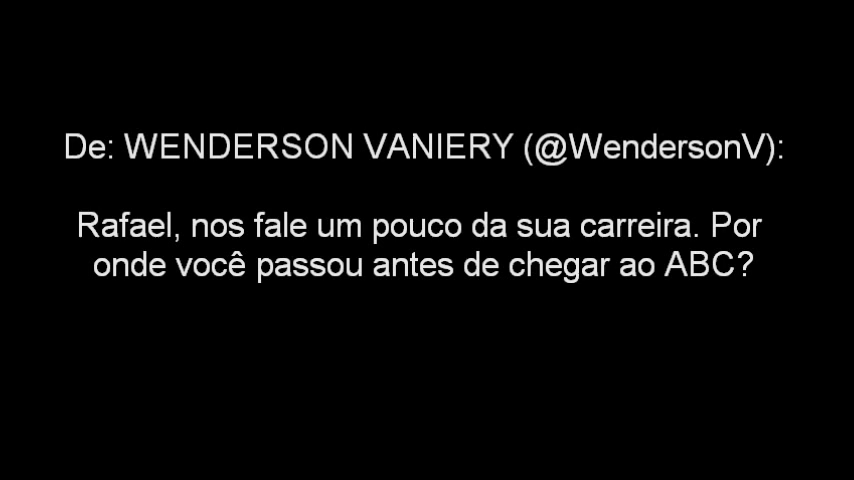 De: WENDERSON VANIERY (@WendersonV):
Rafael, nos fale um pouco da sua carreira. Por
onde você passou antes de chegar ao ABC?